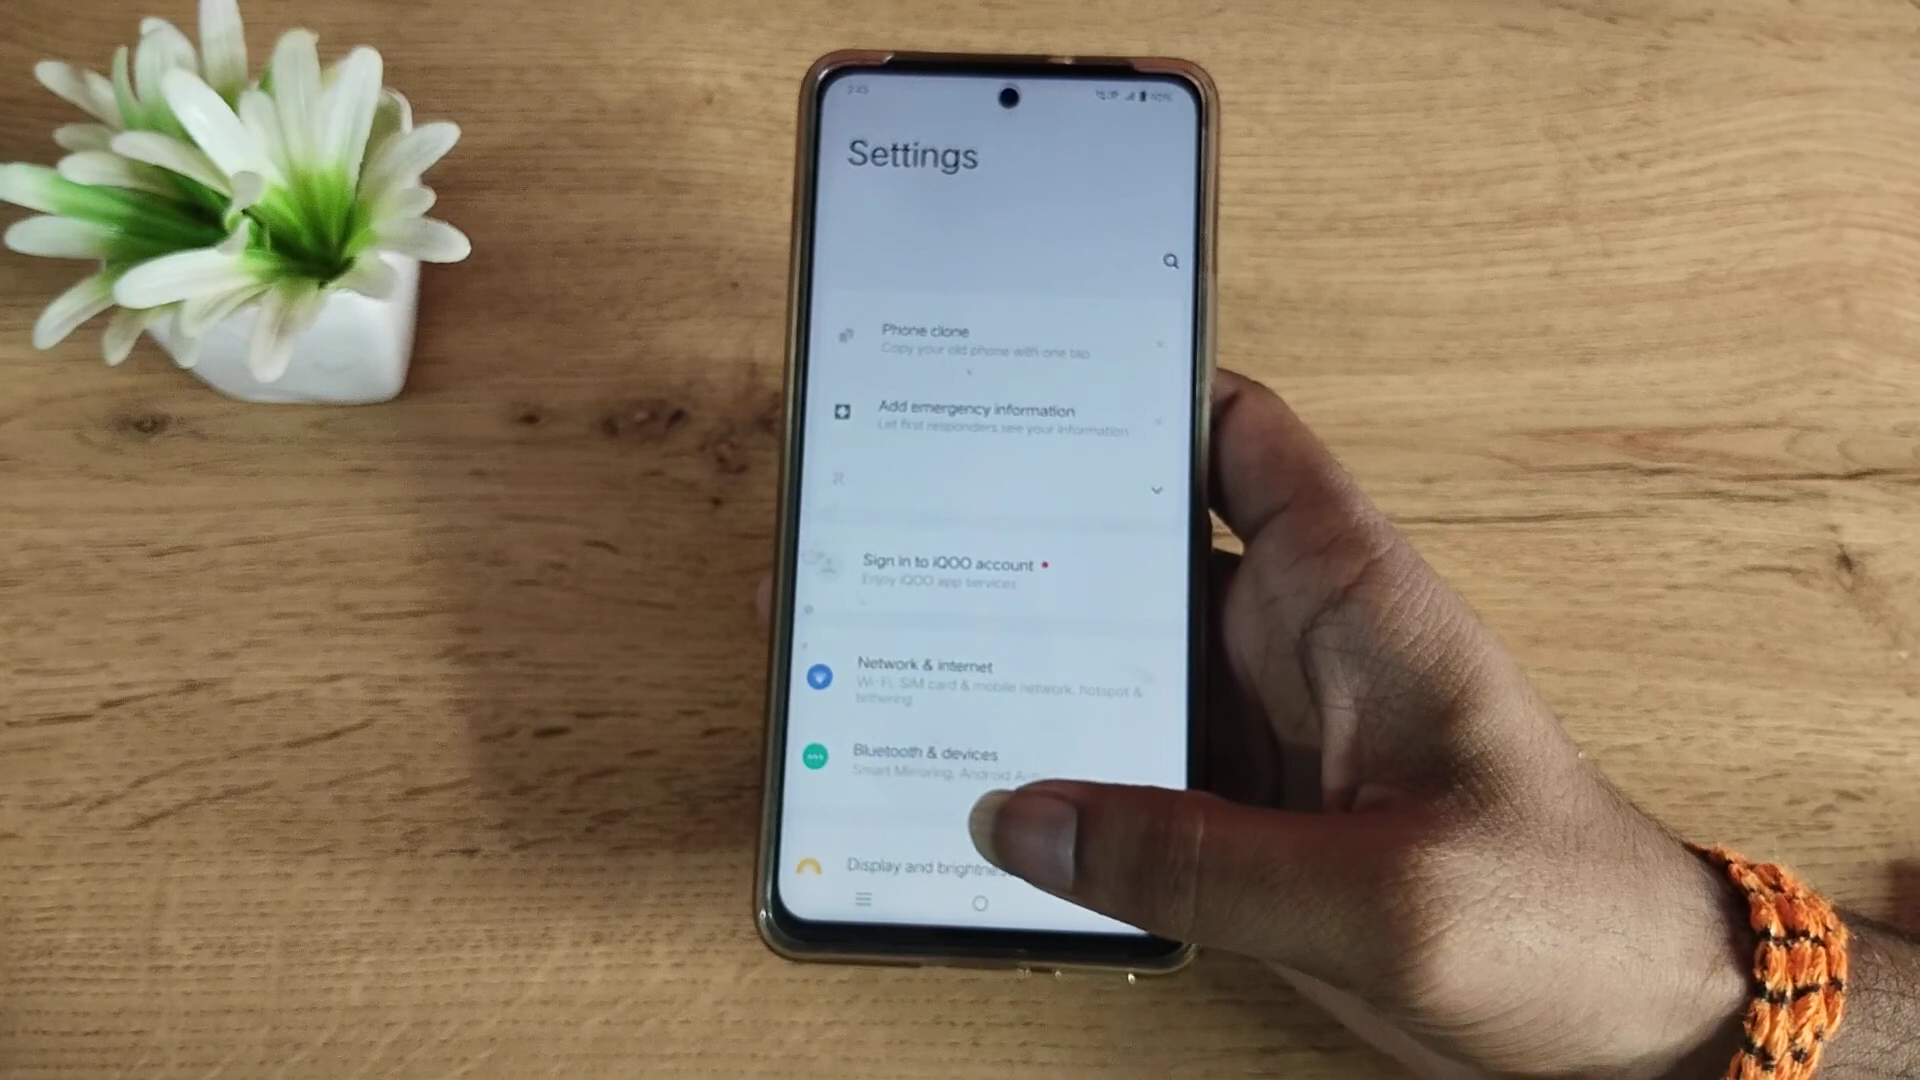 2:45
Settings
Phone clone
Copy your old phone with one tap
Add emergency information
Let first responders see your information
Sign in to iQOO account
Enjoy iQOO app services
Network & internet
Wi-Fi, SIM card & mobile network, hotspot &
tethering
Bluetooth & devices
Smart Mirroring, Android
Display and